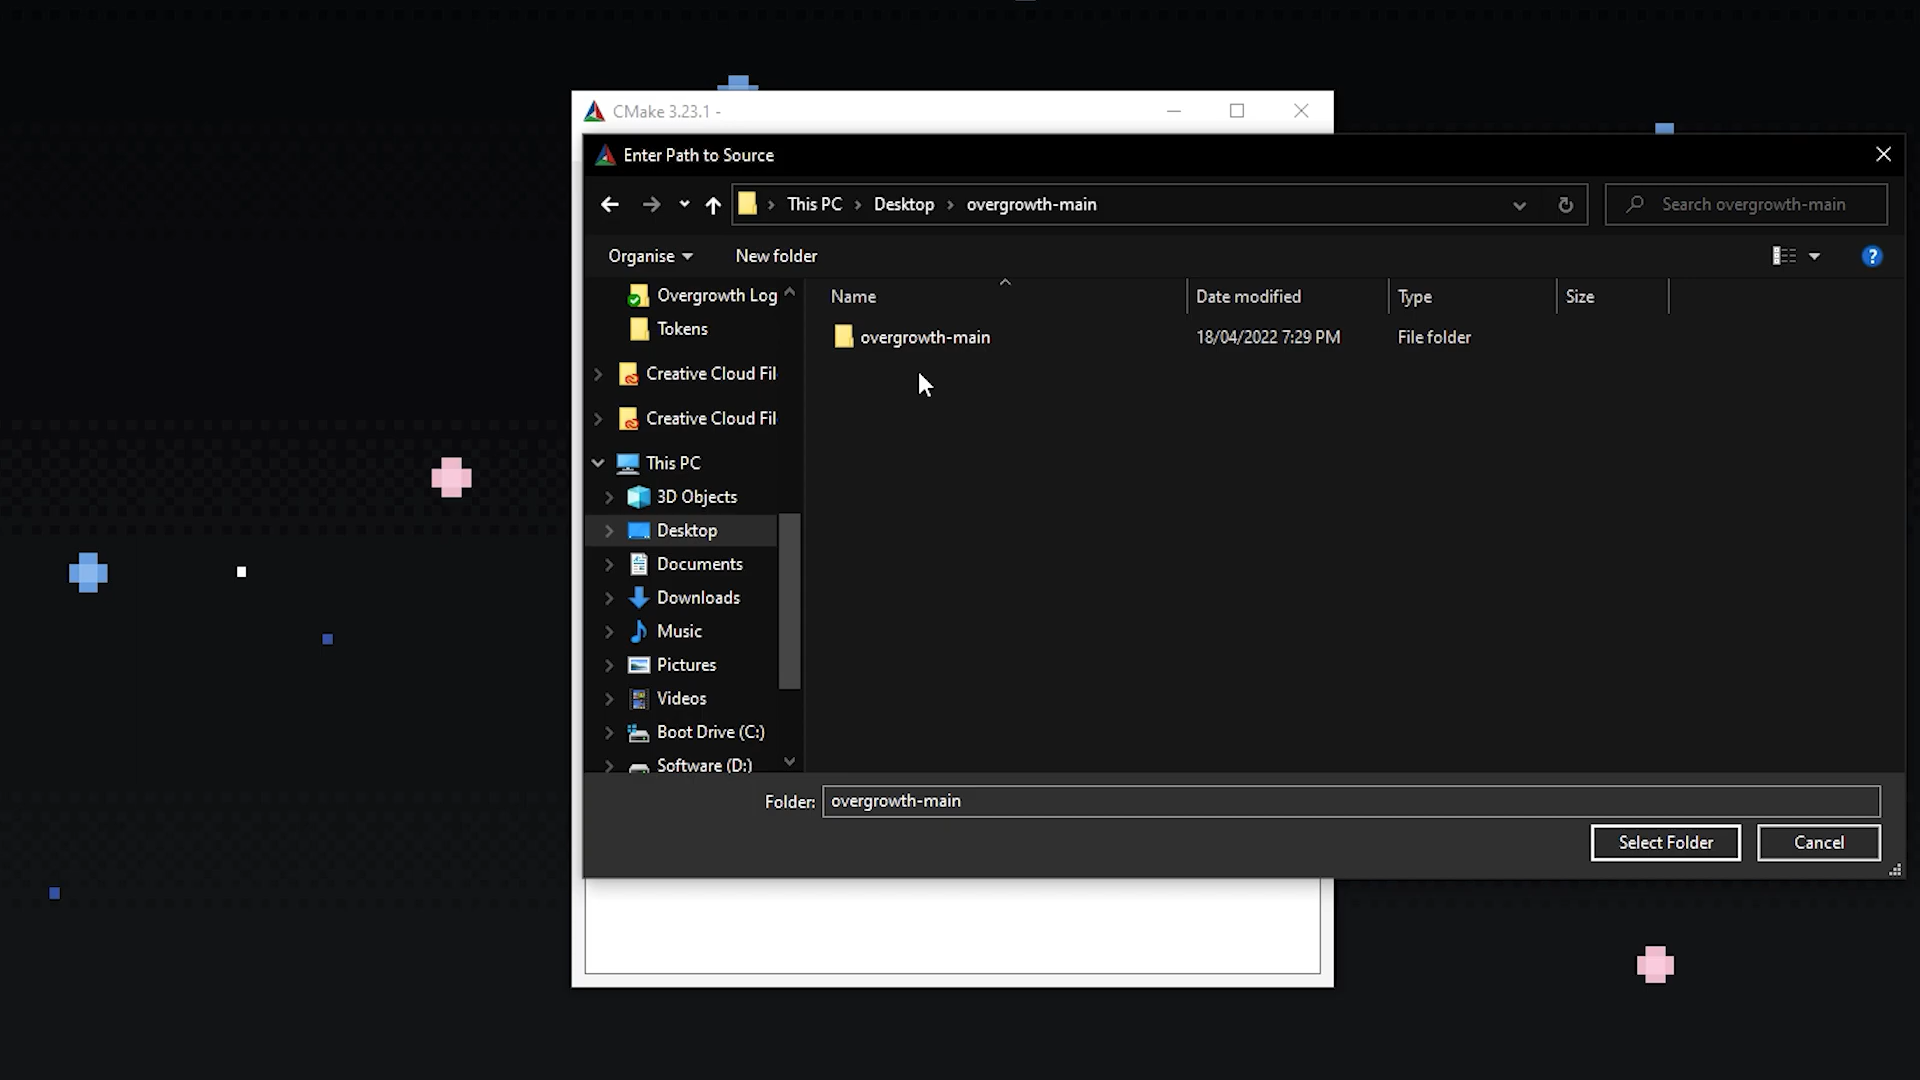 CMake 3.23.1 -
Enter Path to Source
This PC > Desktop > overgrowth-main
Search overgrowth-main
Organise
New folder
?
Overgrowth Log
Tokens
Creative Cloud Fil
Creative Cloud Fil
This PC
3D Objects
Desktop
Documents
Downloads
Music
Pictures
Videos
Boot Drive (C:)
Software (D:)
Name
Date modified
Type
Size
overgrowth-main
18/04/2022 7:29 PM
File folder
Folder:
overgrowth-main
Select Folder
Cancel